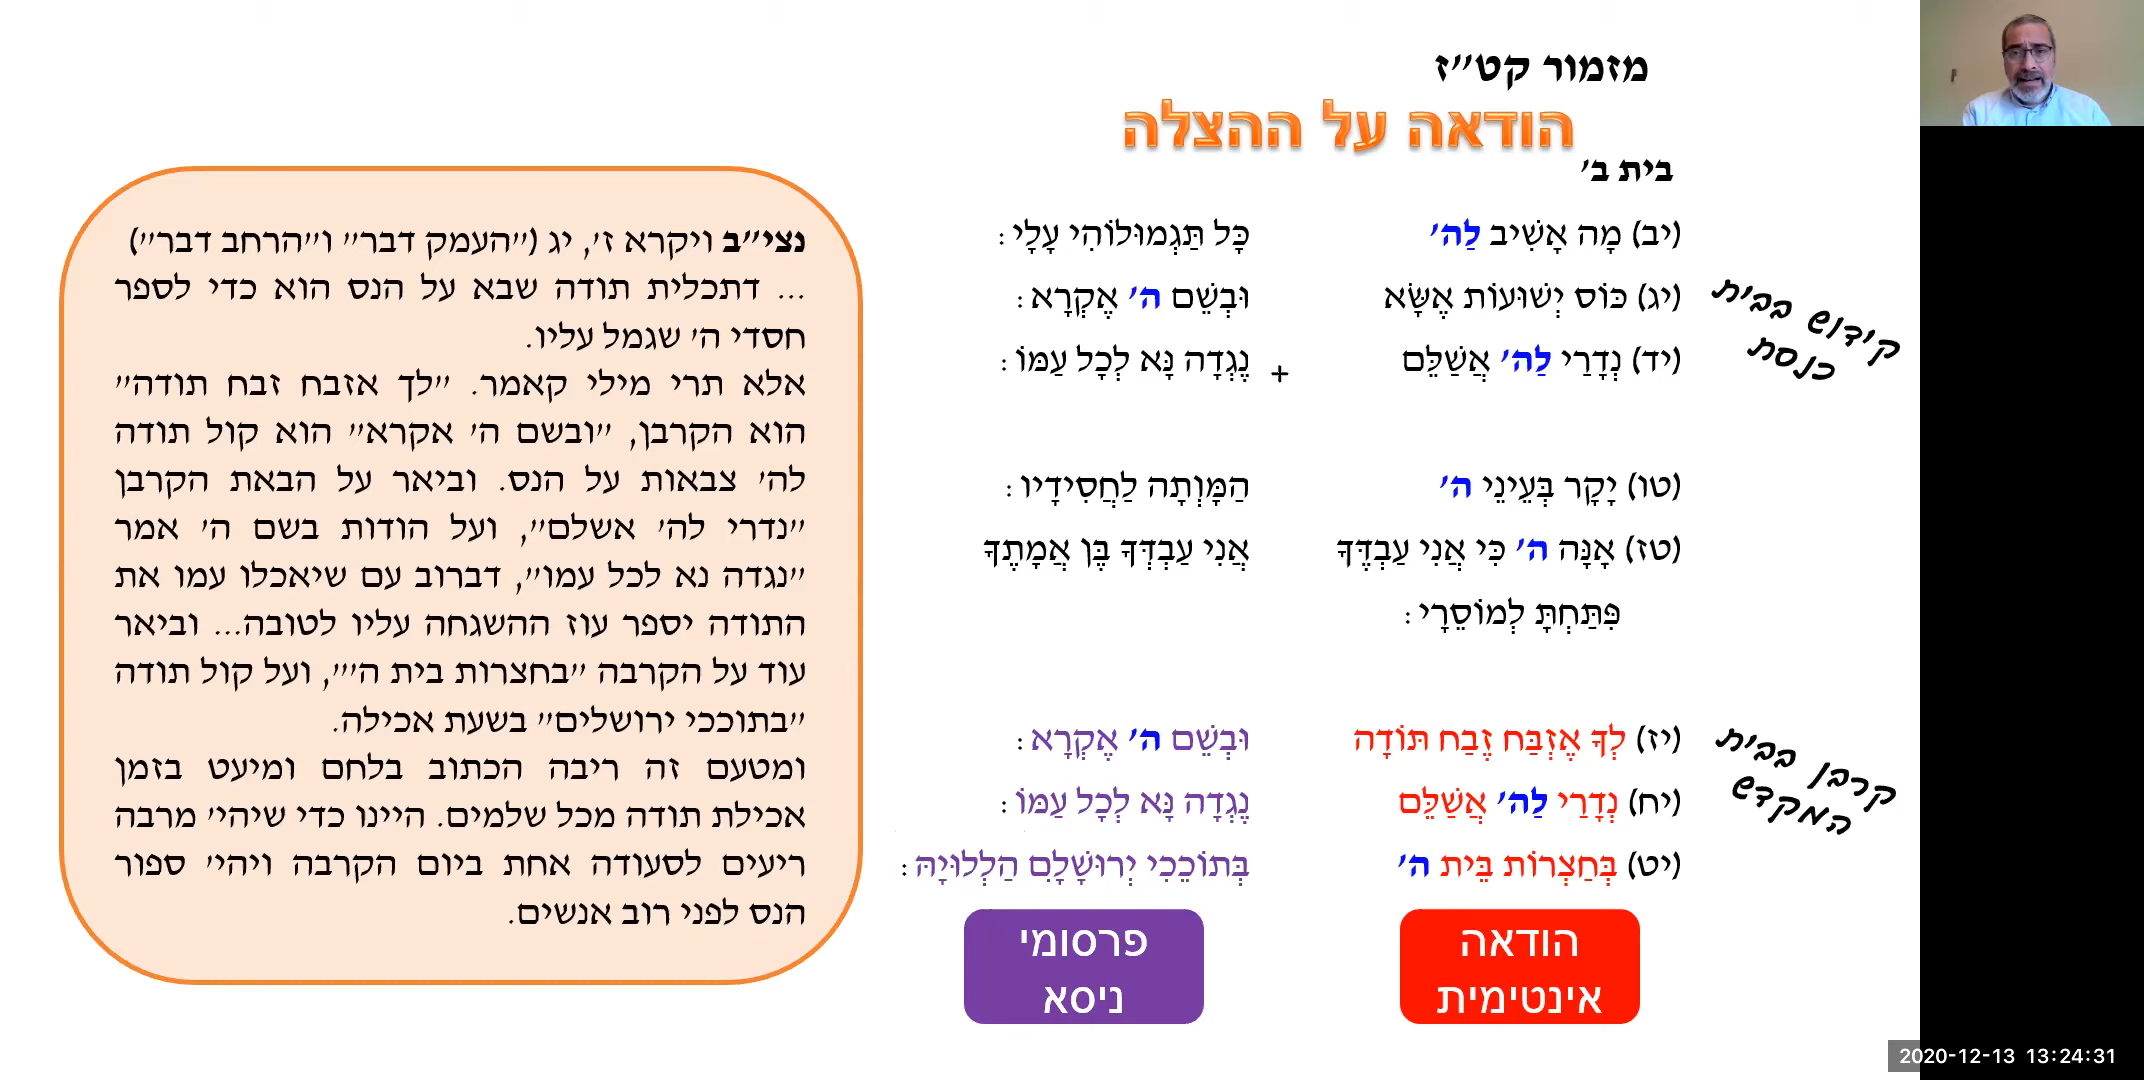 מזמור קט״ז
הודאה על ההצלה
בית ב׳
(יב) מָה אָשִׁיב לַה׳ כָּל תַּגְמוּלוֹהִי עָלָי:
(יג) כּוֹס יְשׁוּעוֹת אֶשָּׂא וּבְשֵׁם ה׳ אֶקְרָא:
(יד) נְדָרַי לַה׳ אֲשַׁלֵּם + נֶגְדָה נָּא לְכָל עַמּוֹ:
קידוש בבית
כנסת
(טו) יָקָר בְּעֵינֵי ה׳ הַמָּוְתָה לַחֲסִידָיו:
(טז) אָנָּה ה׳ כִּי אֲנִי עַבְדֶּךָ אֲנִי עַבְדְּךָ בֶּן אֲמָתֶךָ
פִּתַּחְתָּ לְמוֹסֵרָי:
(יז) לְךָ אֶזְבַּח זֶבַח תּוֹדָה וּבְשֵׁם ה׳ אֶקְרָא:
(יח) נְדָרַי לַה׳ אֲשַׁלֵּם נֶגְדָה נָּא לְכָל עַמּוֹ:
(יט) בְּחַצְרוֹת בֵּית ה׳ בְּתוֹכֵכִי יְרוּשָׁלִָם הַלְלוּיָהּ:
קרבן בבית
המקדש
הודאה
אינטימית
פרסומי
ניסא
נצי״ב ויקרא ז׳, יג (״העמק דבר״ ו״הרחב דבר״)
... דתכלית תודה שבא על הנס הוא כדי לספר
חסדי ה׳ שגמל עליו.
אלא תרי מילי קאמר. ״לך אזבח זבח תודה״
הוא הקרבן, ״ובשם ה׳ אקרא״ הוא קול תודה
לה׳ צבאות על הנס. וביאר על הבאת הקרבן
״נדרי לה׳ אשלם״, ועל הודות בשם ה׳ אמר
״נגדה נא לכל עמו״, דברוב עם שיאכלו עמו את
התודה יספר עוז ההשגחה עליו לטובה... וביאר
עוד על הקרבה ״בחצרות בית ה׳״, ועל קול תודה
״בתוככי ירושלים״ בשעת אכילה.
ומטעם זה ריבה הכתוב בלחם ומיעט בזמן
אכילת תודה מכל שלמים. היינו כדי שיהי׳ מרבה
ריעים לסעודה אחת ביום הקרבה ויהי׳ ספור
הנס לפני רוב אנשים.
2020-12-13 13:24:31